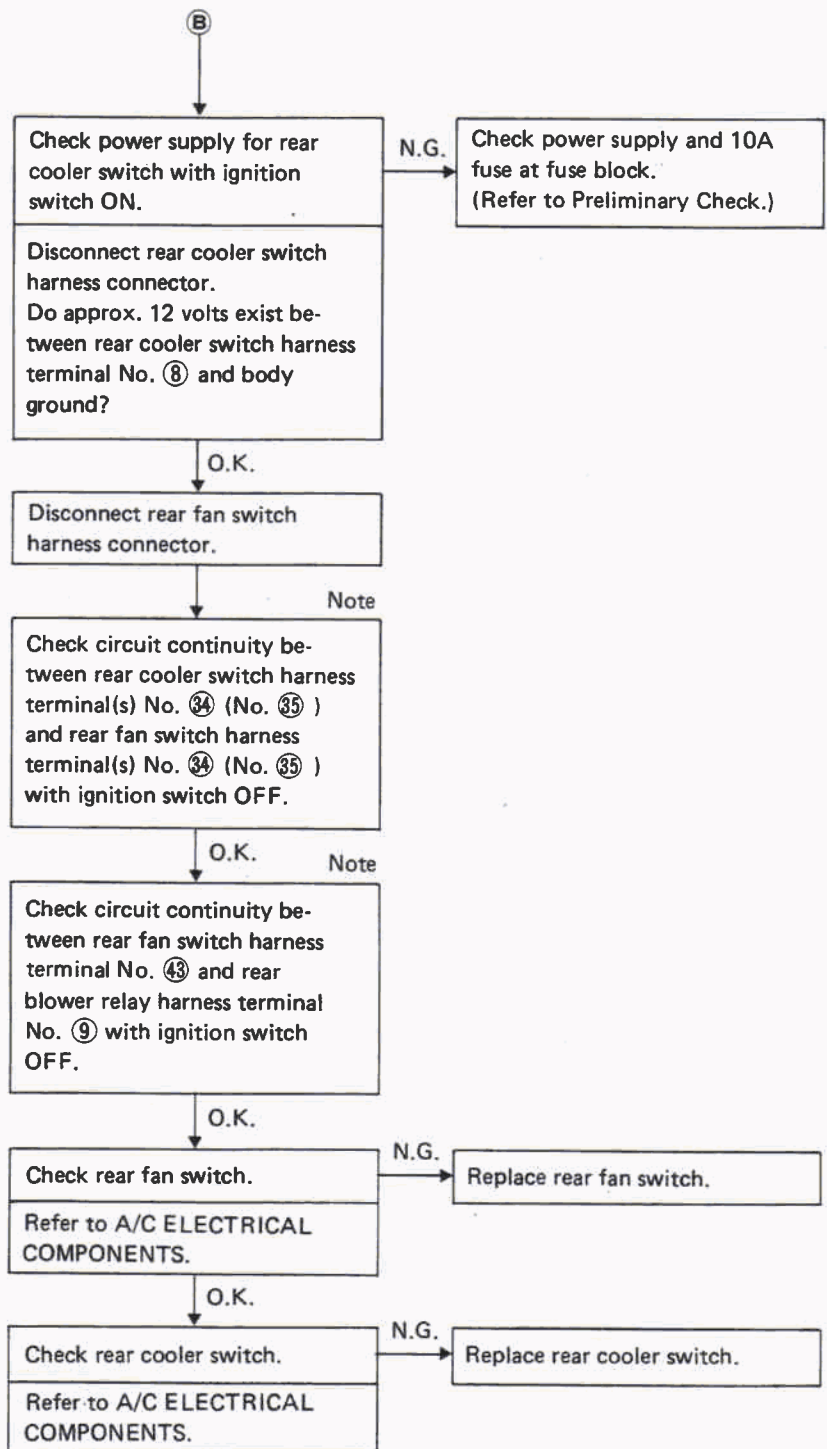 Ⓑ
Check power supply for rear
cooler switch with ignition
switch ON.
N.G.
Check power supply and 10A
fuse at fuse block.
(Refer to Preliminary Check.)
Disconnect rear cooler switch
harness connector.
Do approx. 12 volts exist be-
tween rear cooler switch harness
terminal No. ⑧ and body
ground?
O.K.
Disconnect rear fan switch
harness connector.
Note
Check circuit continuity be-
tween rear cooler switch harness
terminal(s) No. ㉞ (No. ㉟ )
and rear fan switch harness
terminal(s) No. ㉞ (No. ㉟ )
with ignition switch OFF.
O.K.
Note
Check circuit continuity be-
tween rear fan switch harness
terminal No. ㊸ and rear
blower relay harness terminal
No. ⑨ with ignition switch
OFF.
O.K.
Check rear fan switch.
N.G.
Replace rear fan switch.
Refer to A/C ELECTRICAL
COMPONENTS.
O.K.
Check rear cooler switch.
N.G.
Replace rear cooler switch.
Refer to A/C ELECTRICAL
COMPONENTS.